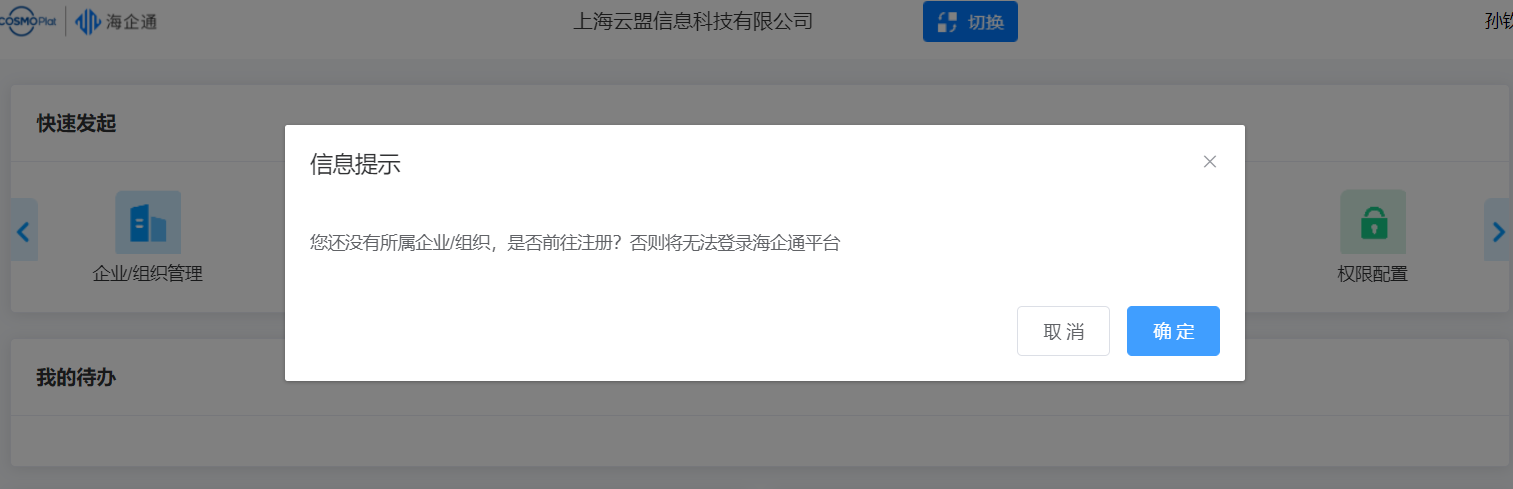 COSMOPlat 海企通
上海云盟信息科技有限公司
切换
孙钦
快速发起
信息提示
您还没有所属企业/组织，是否前往注册？否则将无法登录海企通平台
企业/组织管理
权限配置
取消
确定
我的待办